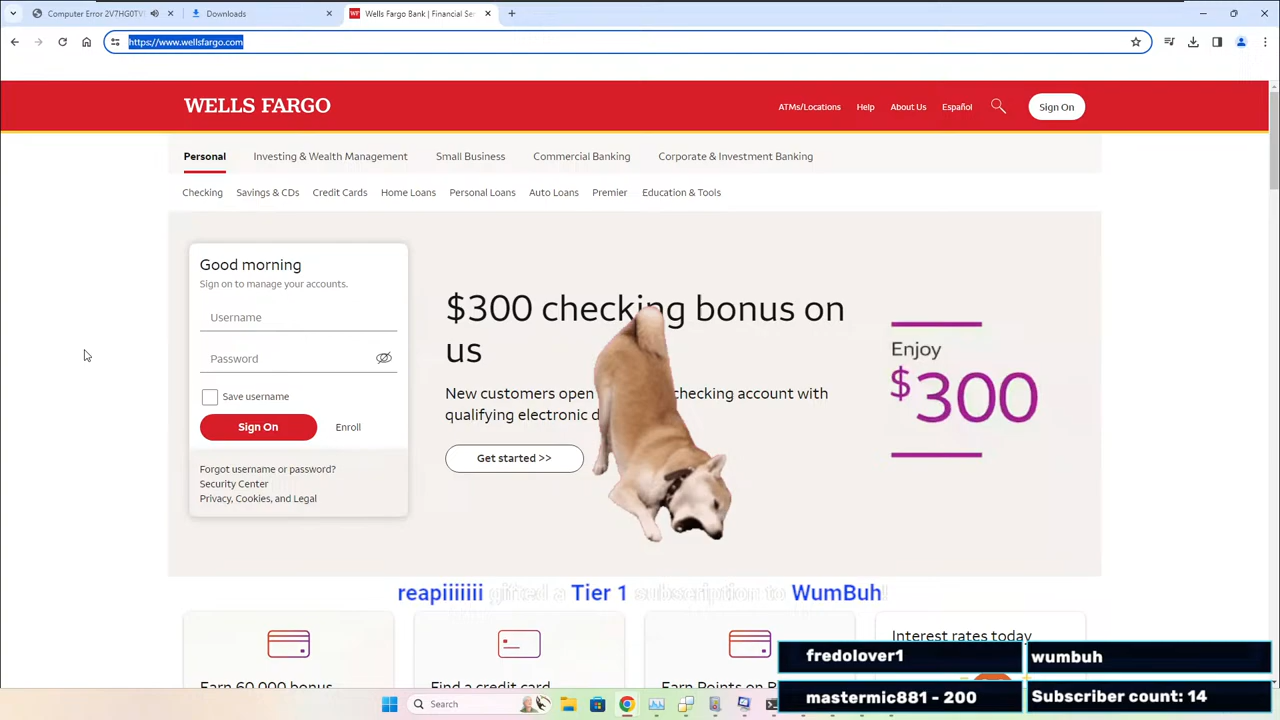 Computer Error 2V7HG0TV
Downloads
Wells Fargo Bank | Financial Se
https://www.wellsfargo.com
WELLS FARGO
ATMs/Locations
Help
About Us
Español
Sign On
Personal
Investing & Wealth Management
Small Business
Commercial Banking
Corporate & Investment Banking
Checking
Savings & CDs
Credit Cards
Home Loans
Personal Loans
Auto Loans
Premier
Education & Tools
Good morning
Sign on to manage your accounts.
Username
Password
Save username
Sign On
Enroll
Forgot username or password?
Security Center
Privacy, Cookies, and Legal
$300 checking bonus on
us
New customers open checking account with
qualifying electronic d
Get started >>
Enjoy
$300
reapiiiiiii gifted a Tier 1 subscription to WumBuh!
Interest rates today
Earn 60,000 bonus
Find a credit card
Earn Points on
fredolover1
wumbuh
mastermic881 - 200
Subscriber count: 14
Search